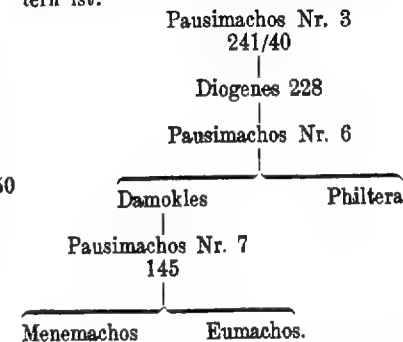 tern ist.
Pausimachos Nr. 3
241/40
Diogenes 228
Pausimachos Nr. 6
Damokles Philtera
Pausimachos Nr. 7
145
Menemachos Eumachos.